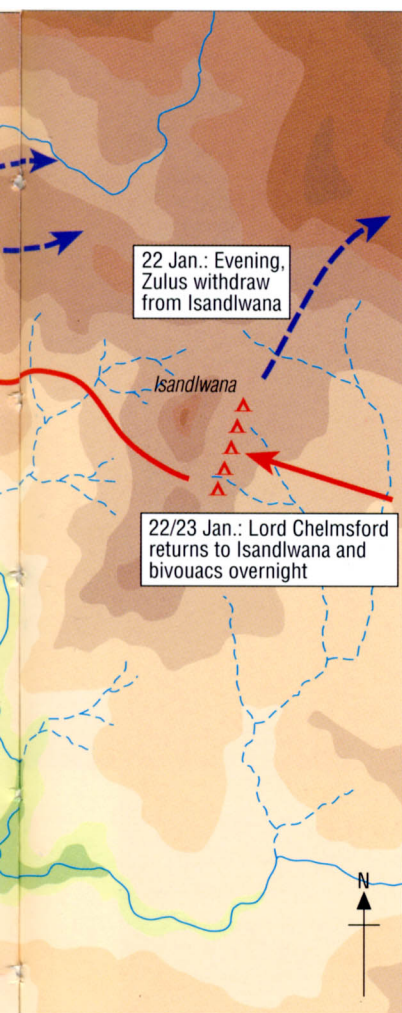 22 Jan.: Evening,
Zulus withdraw
from Isandlwana
Isandlwana
22/23 Jan.: Lord Chelmsford
returns to Isandlwana and
bivouacs overnight
N